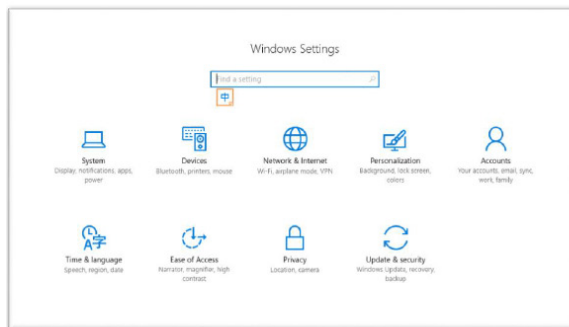 Windows Settings
Find a setting
中
System
Display, notifications, apps,
power
Devices
Bluetooth, printers, mouse
Network & Internet
Wi-Fi, airplane mode, VPN
Personalization
Background, lock screen,
colors
Accounts
Your accounts, email, sync,
work, family
Time & language
Speech, region, date
Ease of Access
Narrator, magnifier, high
contrast
Privacy
Location, camera
Update & security
Windows Update, recovery,
backup